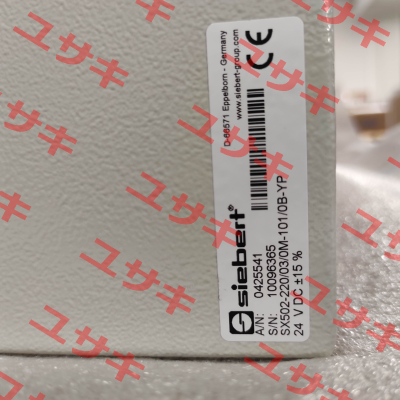 siebert®
A/N: 0425541
S/N: 10096365
SX502-220/03/0M-101/0B-YP
24 V DC ±15 %
D-66571 Eppelborn - Germany
www.siebert-group.com
CE
ユサキ
ユサキ
ユサキ
ユサキ
ユサキ
ユサキ
ユサキ
ユサキ